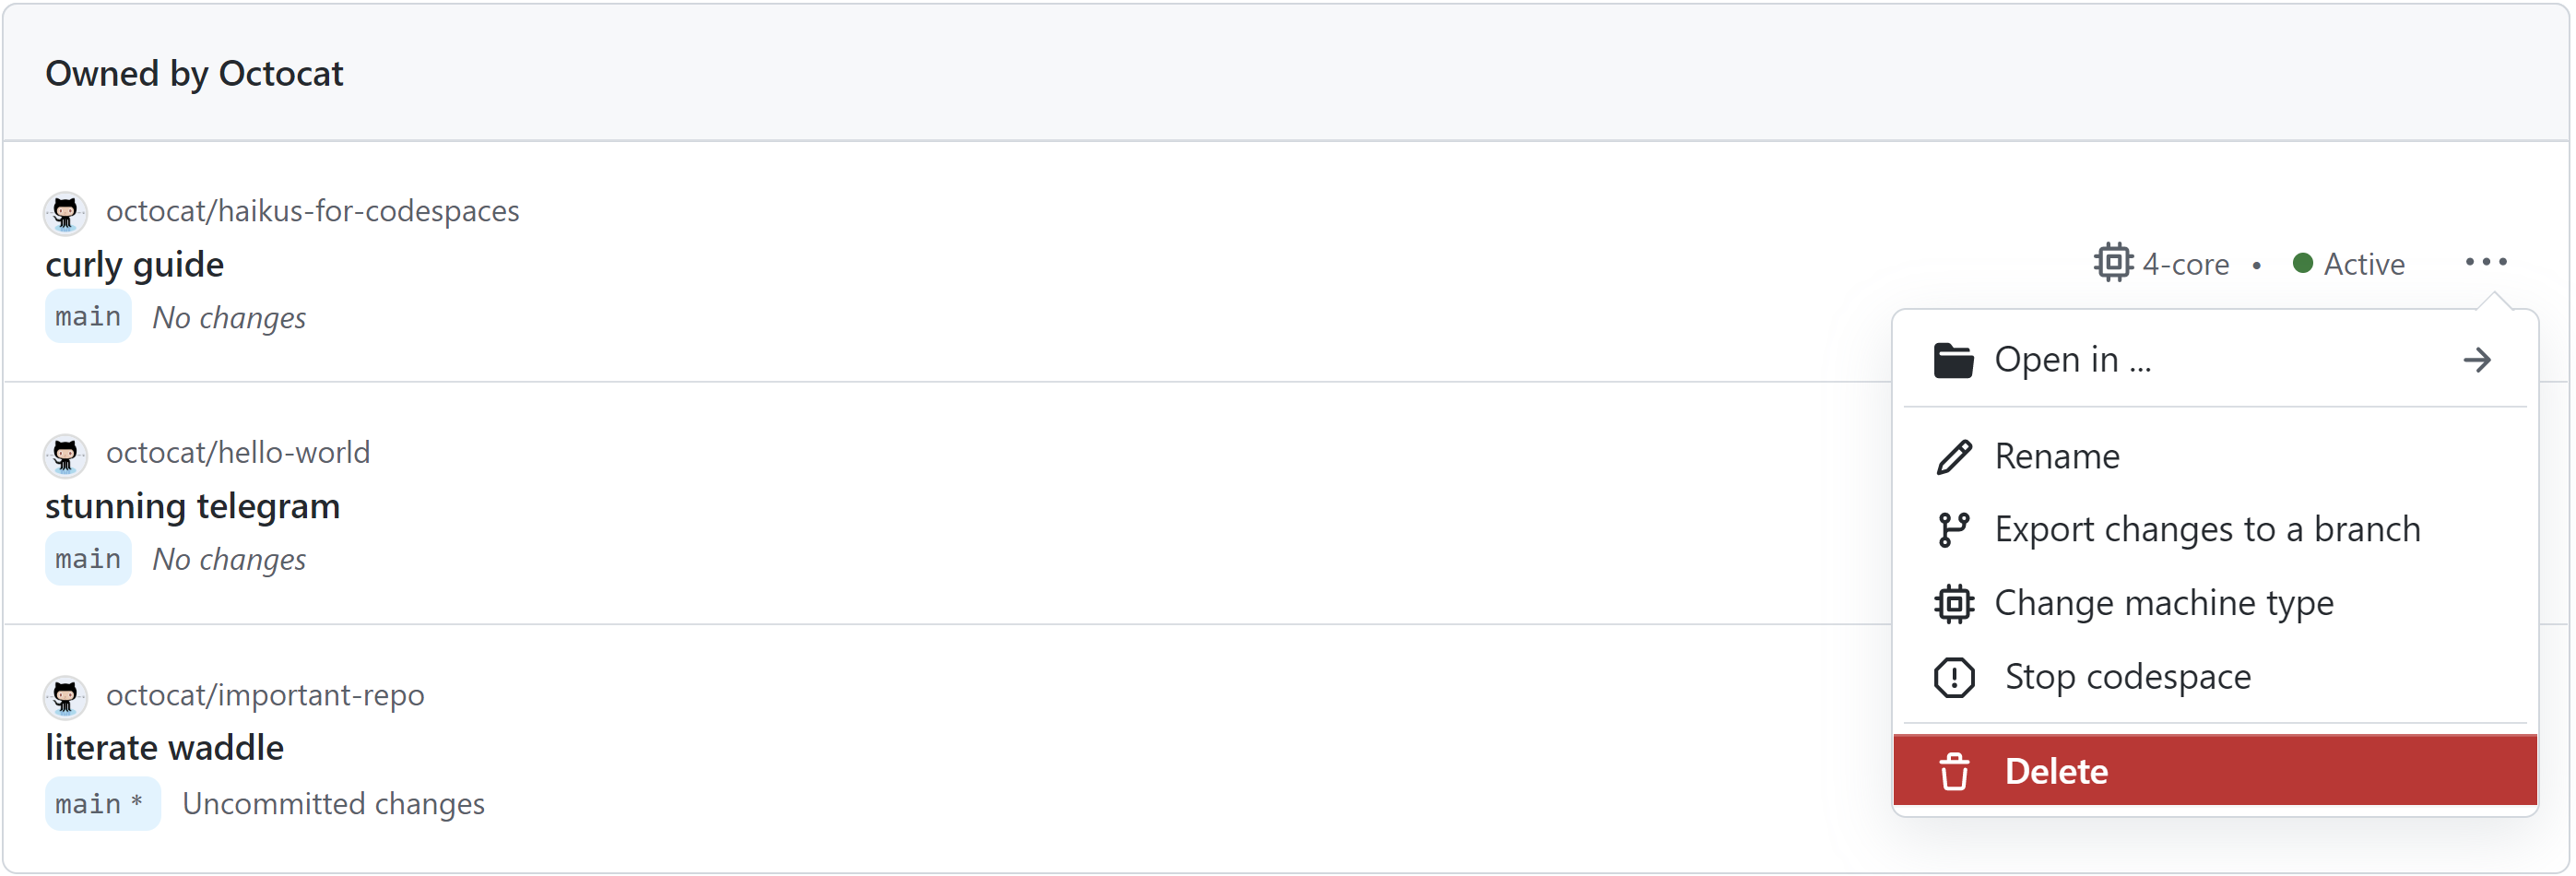 Owned by Octocat
octocat/haikus-for-codespaces
curly guide
4-core • Active ...
main No changes
octocat/hello-world
stunning telegram
main No changes
octocat/important-repo
literate waddle
main * Uncommitted changes
Open in ...
Rename
Export changes to a branch
Change machine type
Stop codespace
Delete